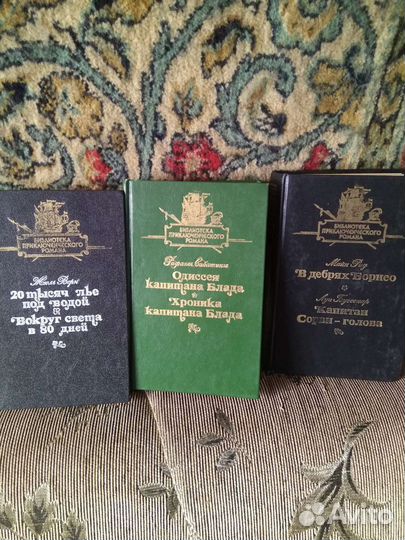 БИБЛИОТЕКА
ПРИКЛЮЧЕНЧЕСКОГО
РОМАНА
Жюль Верн
20 тысяч лье
под водой
Вокруг света
в 80 дней
БИБЛИОТЕКА
ПРИКЛЮЧЕНЧЕСКОГО
РОМАНА
Рафаэль Сабатини
Одиссея
капитана Блада
Хроника
капитана Блада
БИБЛИОТЕКА
ПРИКЛЮЧЕНЧЕСКОГО
РОМАНА
Майн Рид
В дебрях Борнео
Луи Буссенар
Капитан
Сорви-голова
Avito